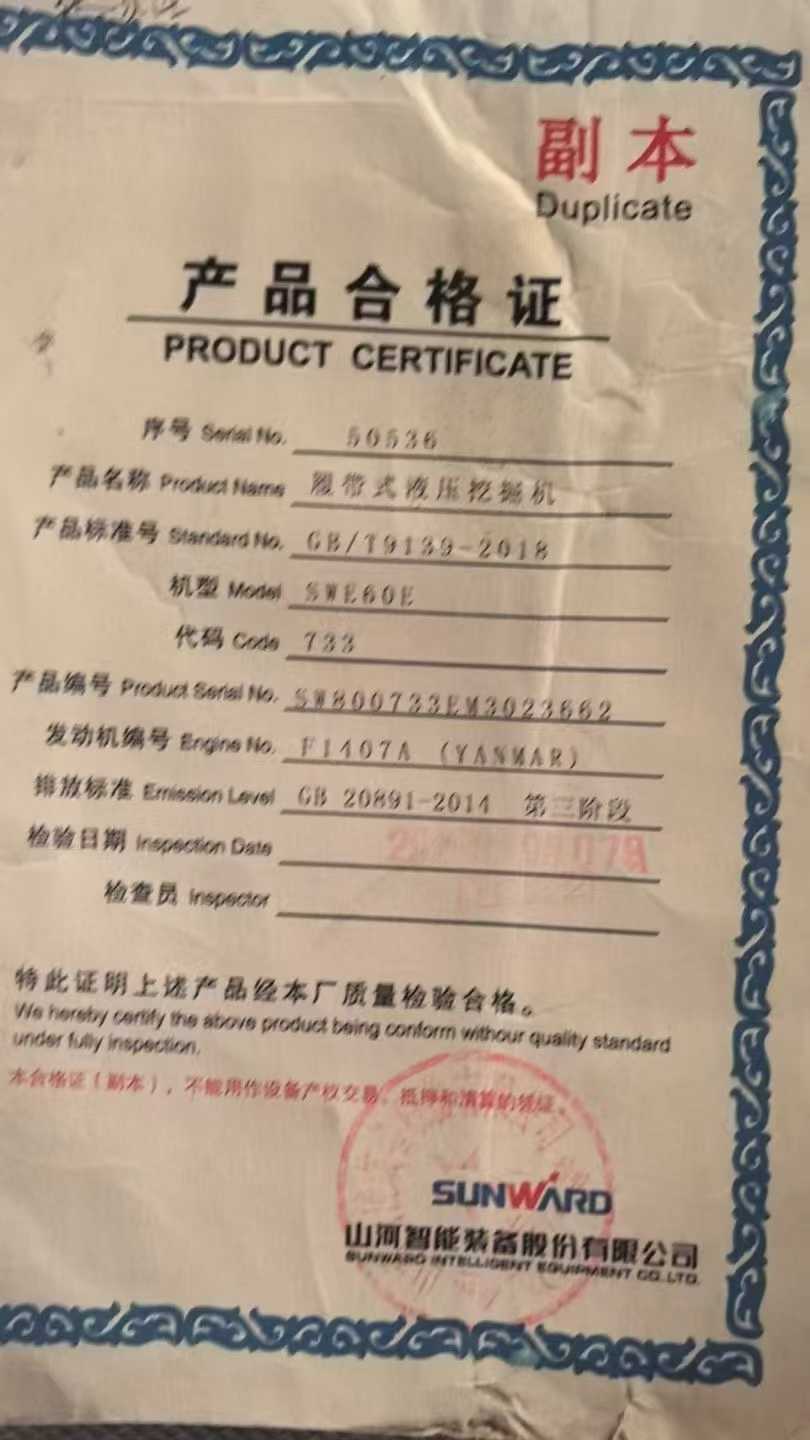 副本
Duplicate
产品合格证
PRODUCT CERTIFICATE
序号 Serial No. 50536
产品名称 Product Name 履带式液压挖掘机
产品标准号 Standard No. GB/T9139-2018
机型 Model SWE60E
代码 Code 733
产品编号 Product Serial No. SW800733EM3023662
发动机编号 Engine No. F1407A (YANMAR)
排放标准 Emission Level GB 20891-2014 第三阶段
检验日期 Inspection Date
检查员 Inspector
特此证明上述产品经本厂质量检验合格。
We hereby certify the above product being conform withour quality standard
under fully inspection.
本合格证（副本），不能用作设备产权交易、抵押和清算的凭证。
SUNWARD
山河智能装备股份有限公司
SUNWARD INTELLIGENT EQUIPMENT CO.,LTD.